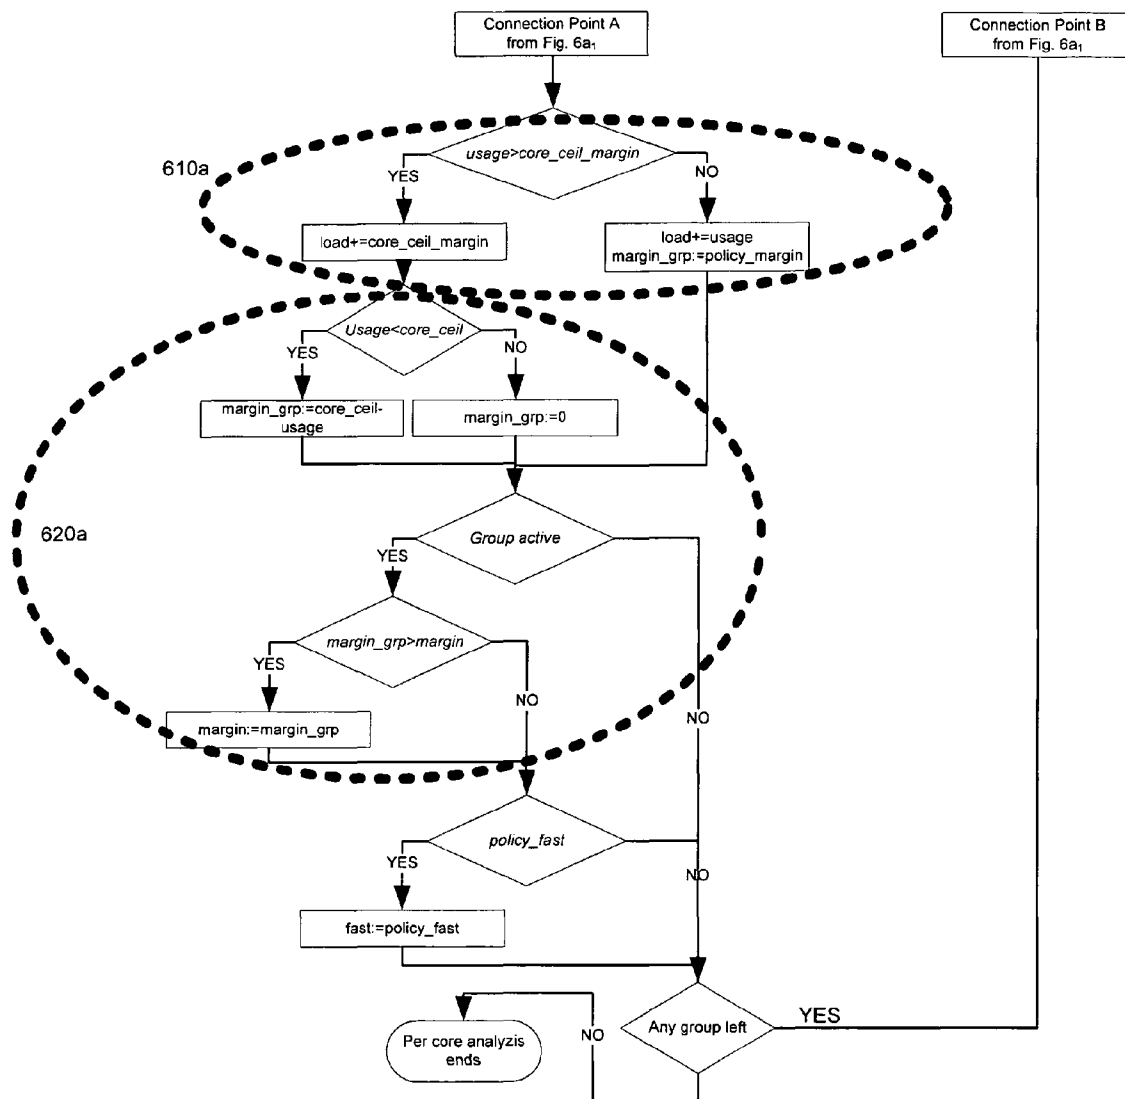 Connection Point A
from Fig. 6a₁
Connection Point B
from Fig. 6a₁
610a
usage>core_ceil_margin
YES
NO
load+=core_ceil_margin
load+=usage
margin_grp:=policy_margin
Usage<core_ceil
YES
NO
margin_grp:=core_ceil-
usage
margin_grp:=0
620a
Group active
YES
margin_grp>margin
YES
NO
NO
margin:=margin_grp
policy_fast
YES
NO
fast:=policy_fast
Any group left
YES
NO
Per core analyzis
ends